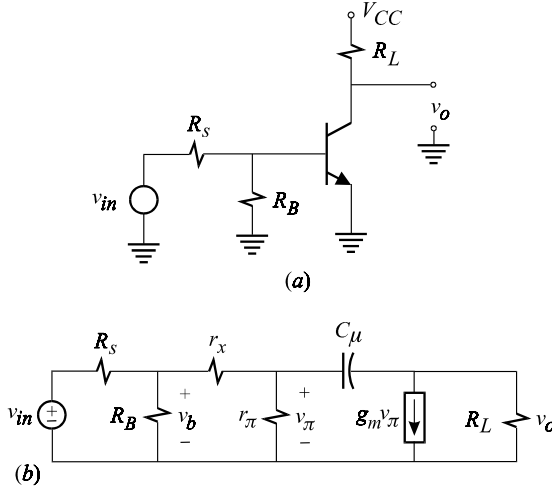 V_CC
R_L
v_o
R_s
v_in
R_B
(a)
C_μ
R_s
r_x
v_in
+
−
R_B
+
v_b
−
r_π
+
v_π
−
g_m v_π
R_L
v_o
(b)